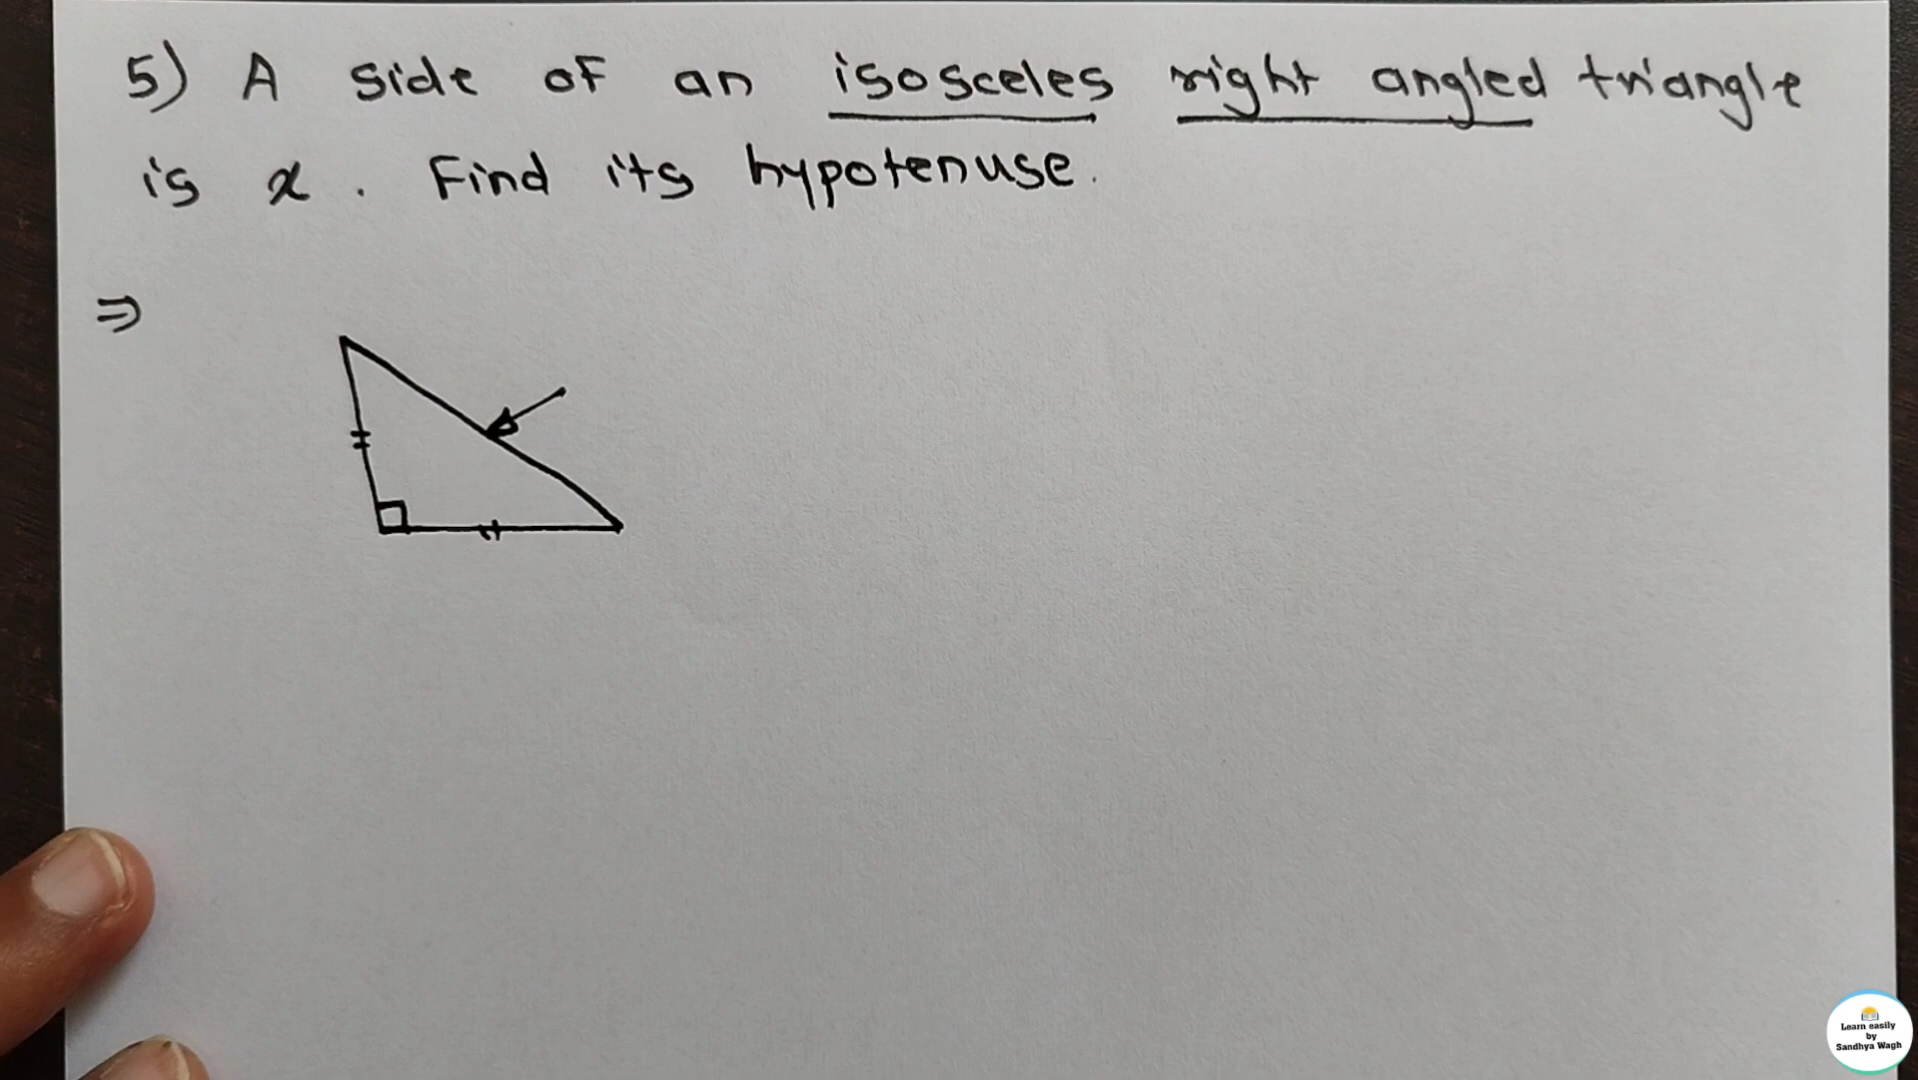 5) A side of an isosceles right angled triangle
is x. Find its hypotenuse.
⇒
Learn easily
by
Sandhya Wagh